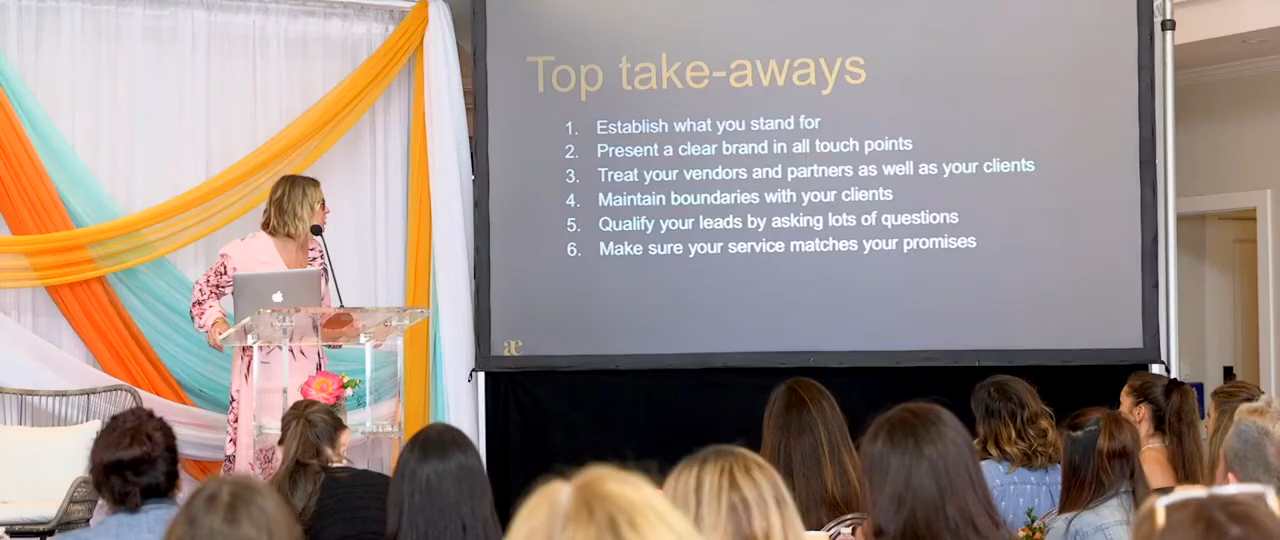 Top take-aways
1. Establish what you stand for
2. Present a clear brand in all touch points
3. Treat your vendors and partners as well as your clients
4. Maintain boundaries with your clients
5. Qualify your leads by asking lots of questions
6. Make sure your service matches your promises
æ